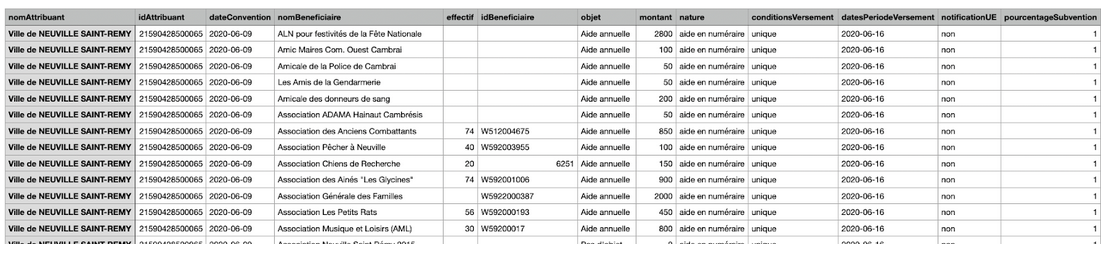 nomAttribuant idAttribuant dateConvention nomBeneficiaire effectif idBeneficiaire objet montant nature conditionsVersement datesPeriodeVersement notificationUE pourcentageSubvention
Ville de NEUVILLE SAINT-REMY 21590428500065 2020-06-09 ALN pour festivités de la Fête Nationale Aide annuelle 2800 aide en numéraire unique 2020-06-16 non 1
Ville de NEUVILLE SAINT-REMY 21590428500065 2020-06-09 Amic Maires Com. Ouest Cambrai Aide annuelle 100 aide en numéraire unique 2020-06-16 non 1
Ville de NEUVILLE SAINT-REMY 21590428500065 2020-06-09 Amicale de la Police de Cambrai Aide annuelle 50 aide en numéraire unique 2020-06-16 non 1
Ville de NEUVILLE SAINT-REMY 21590428500065 2020-06-09 Les Amis de la Gendarmerie Aide annuelle 50 aide en numéraire unique 2020-06-16 non 1
Ville de NEUVILLE SAINT-REMY 21590428500065 2020-06-09 Amicale des donneurs de sang Aide annuelle 200 aide en numéraire unique 2020-06-16 non 1
Ville de NEUVILLE SAINT-REMY 21590428500065 2020-06-09 Association ADAMA Hainaut Cambrésis Aide annuelle 50 aide en numéraire unique 2020-06-16 non 1
Ville de NEUVILLE SAINT-REMY 21590428500065 2020-06-09 Association des Anciens Combattants 74 W512004675 Aide annuelle 850 aide en numéraire unique 2020-06-16 non 1
Ville de NEUVILLE SAINT-REMY 21590428500065 2020-06-09 Association Pêcher à Neuville 40 W592003955 Aide annuelle 100 aide en numéraire unique 2020-06-16 non 1
Ville de NEUVILLE SAINT-REMY 21590428500065 2020-06-09 Association Chiens de Recherche 20 6251 Aide annuelle 150 aide en numéraire unique 2020-06-16 non 1
Ville de NEUVILLE SAINT-REMY 21590428500065 2020-06-09 Association des Ainés "Les Glycines" 74 W592001006 Aide annuelle 900 aide en numéraire unique 2020-06-16 non 1
Ville de NEUVILLE SAINT-REMY 21590428500065 2020-06-09 Association Générale des Familles W5922000387 Aide annuelle 2000 aide en numéraire unique 2020-06-16 non 1
Ville de NEUVILLE SAINT-REMY 21590428500065 2020-06-09 Association Les Petits Rats 56 W592000193 Aide annuelle 450 aide en numéraire unique 2020-06-16 non 1
Ville de NEUVILLE SAINT-REMY 21590428500065 2020-06-09 Association Musique et Loisirs (AML) 30 W59200017 Aide annuelle 800 aide en numéraire unique 2020-06-16 non 1